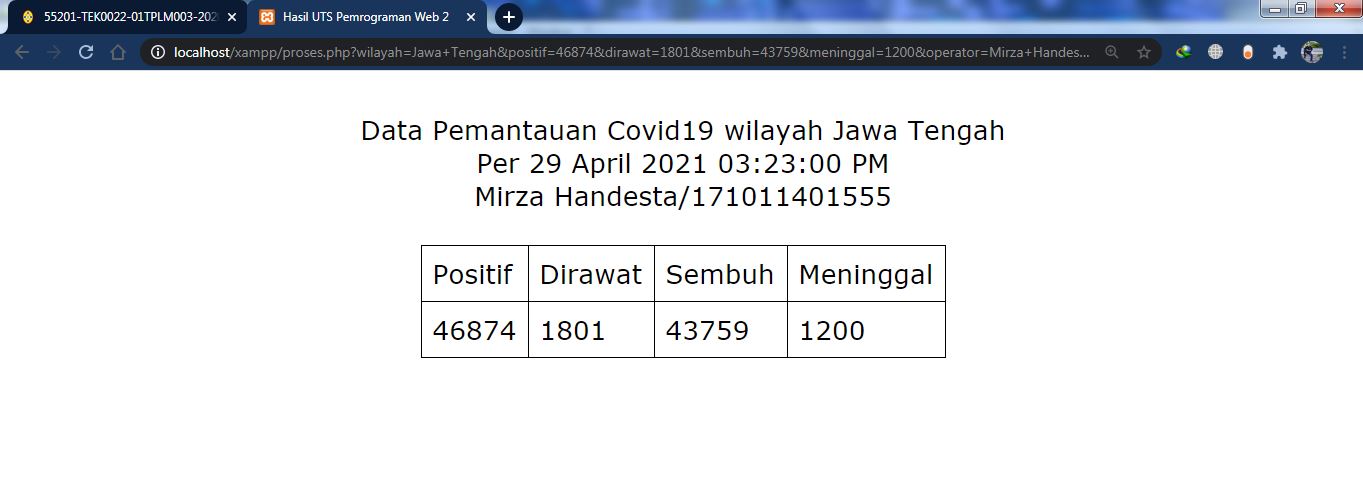 55201-TEK0022-01TPLM003-202
Hasil UTS Pemrograman Web 2
localhost/xampp/proses.php?wilayah=Jawa+Tengah&positif=46874&dirawat=1801&sembuh=43759&meninggal=1200&operator=Mirza+Handes...
Data Pemantauan Covid19 wilayah Jawa Tengah
Per 29 April 2021 03:23:00 PM
Mirza Handesta/171011401555
Positif Dirawat Sembuh Meninggal
46874 1801 43759 1200